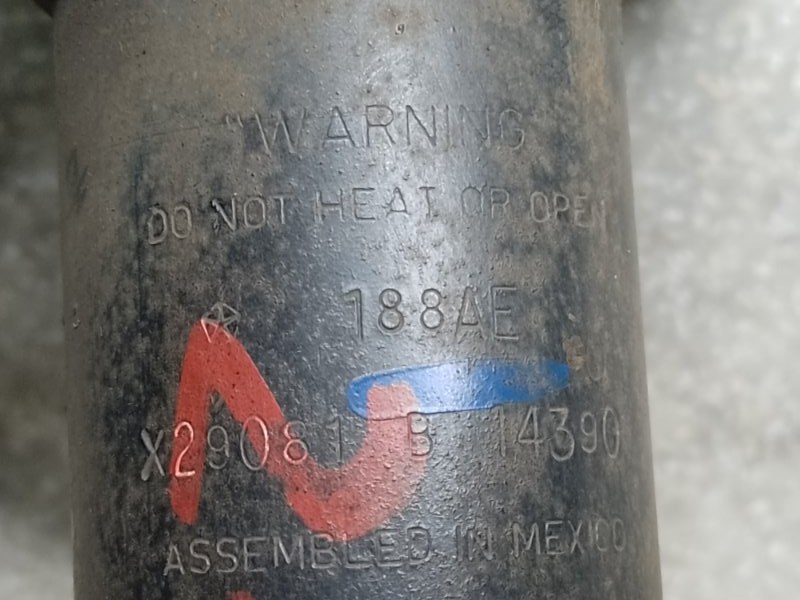 "WARNING"
DO NOT HEAT OR OPEN
188AE
X29081 B 14390
ASSEMBLED IN MEXICO